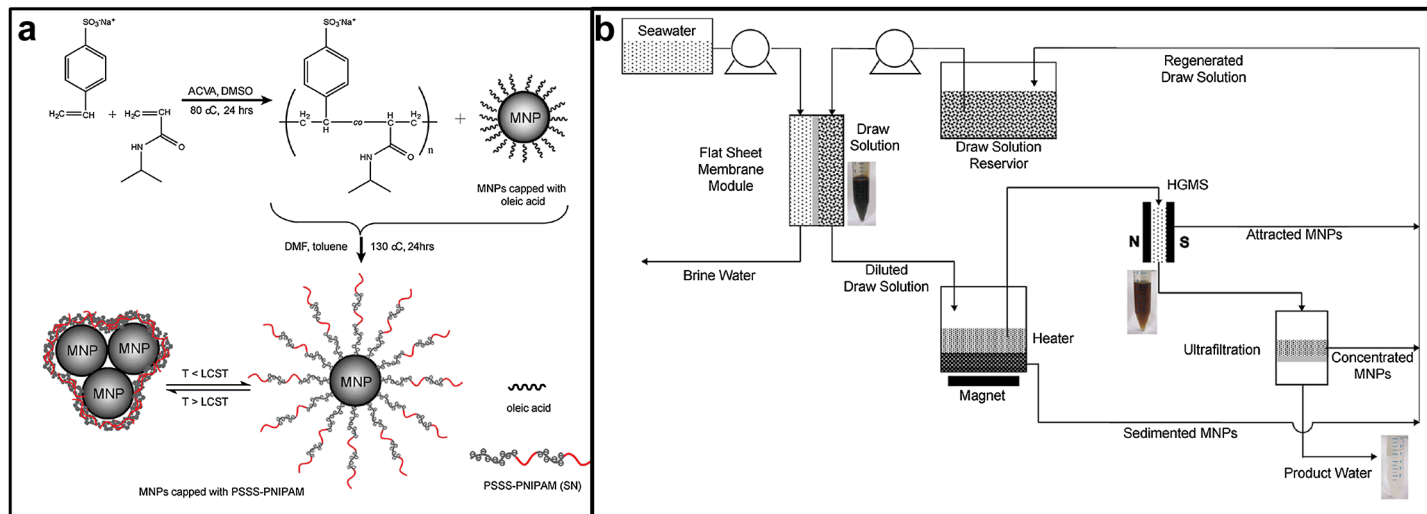 a
SO₃-Na⁺
H₂C
CH
+
H₂C
CH
HN
O
ACVA, DMSO
80 oC, 24 hrs
SO₃-Na⁺
H₂
C
C
H
co
H
C
H₂
C
n
HN
O
+
MNP
MNPs capped with
oleic acid
DMF, toluene
130 oC, 24hrs
MNP
MNP
MNP
T < LCST
T > LCST
MNP
oleic acid
MNPs capped with PSSS-PNIPAM
PSSS-PNIPAM (SN)
b
Seawater
Regenerated
Draw Solution
Draw Solution
Reservior
Flat Sheet
Membrane
Module
Draw
Solution
HGMS
N
S
Attracted MNPs
Brine Water
Diluted
Draw Solution
Heater
Magnet
Ultrafiltration
Concentrated
MNPs
Sedimented MNPs
Product Water